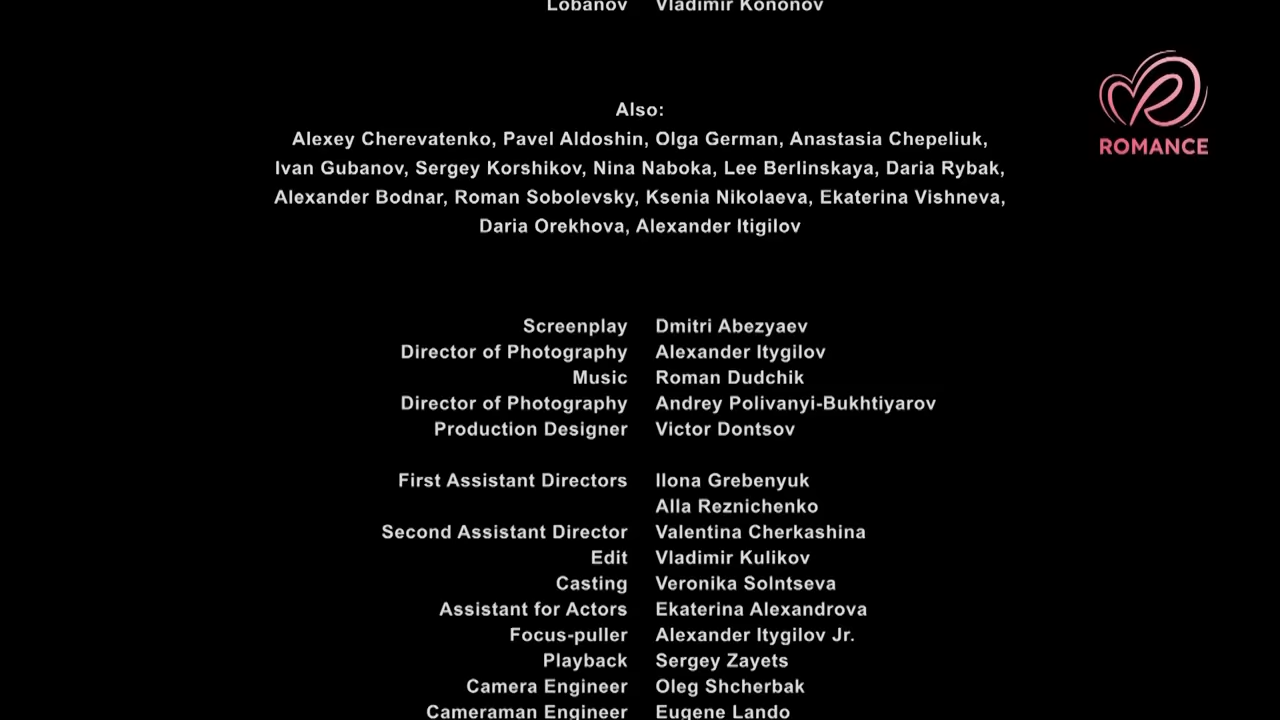 Lobanov Vladimir Kononov
ROMANCE
Also:
Alexey Cherevatenko, Pavel Aldoshin, Olga German, Anastasia Chepeliuk,
Ivan Gubanov, Sergey Korshikov, Nina Naboka, Lee Berlinskaya, Daria Rybak,
Alexander Bodnar, Roman Sobolevsky, Ksenia Nikolaeva, Ekaterina Vishneva,
Daria Orekhova, Alexander Itigilov
Screenplay Dmitri Abezyaev
Director of Photography Alexander Itygilov
Music Roman Dudchik
Director of Photography Andrey Polivanyi-Bukhtiyarov
Production Designer Victor Dontsov
First Assistant Directors Ilona Grebenyuk
Alla Reznichenko
Second Assistant Director Valentina Cherkashina
Edit Vladimir Kulikov
Casting Veronika Solntseva
Assistant for Actors Ekaterina Alexandrova
Focus-puller Alexander Itygilov Jr.
Playback Sergey Zayets
Camera Engineer Oleg Shcherbak
Cameraman Engineer Eugene Lando